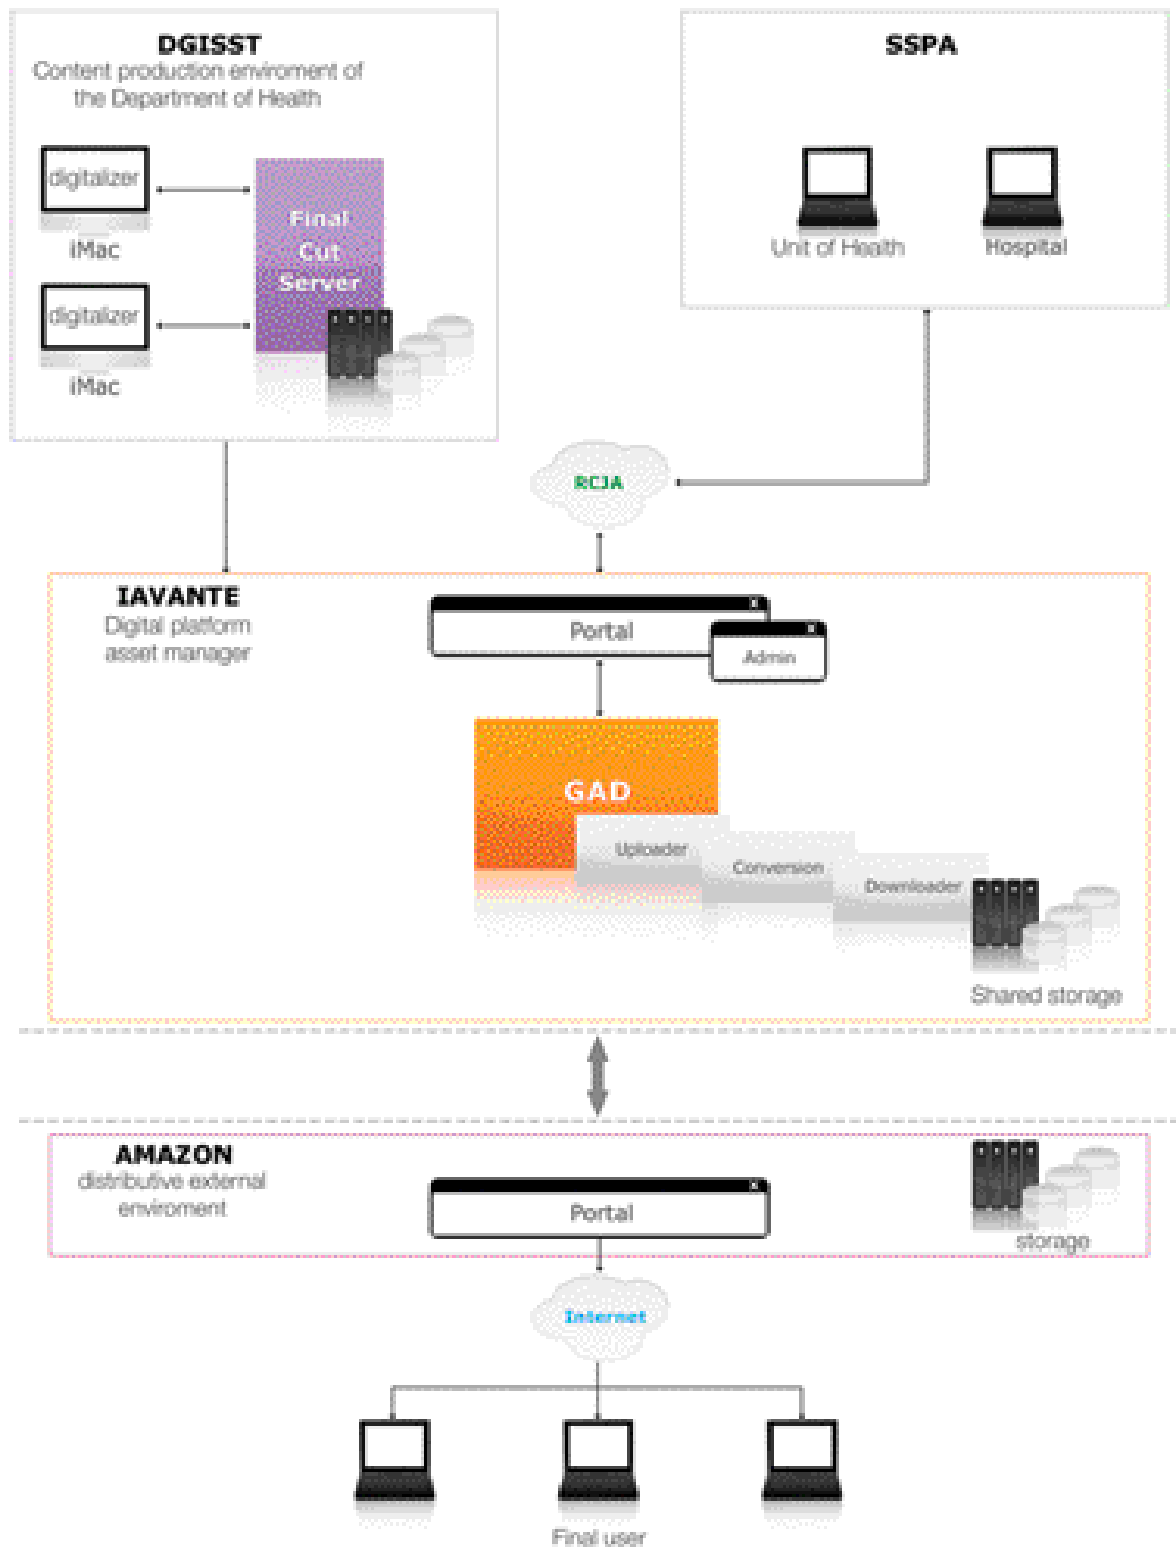 DGISST
Content production enviroment of
the Department of Health
digitalizer
iMac
digitalizer
iMac
Final
Cut
Server
SSPA
Unit of Health
Hospital
RCJA
IAVANTE
Digital platform
asset manager
Portal
Admin
GAD
Uploader
Conversion
Downloader
Shared storage
AMAZON
distributive external
enviroment
Portal
storage
Internet
Final user